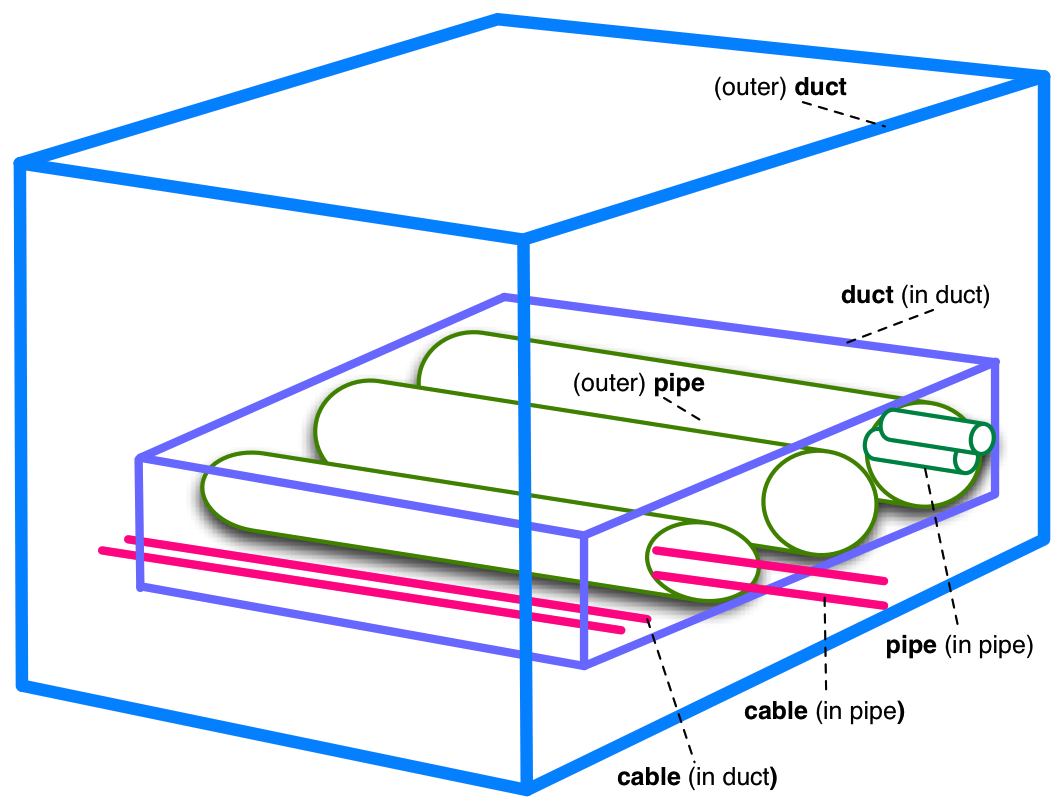 (outer) duct
duct (in duct)
(outer) pipe
pipe (in pipe)
cable (in pipe)
cable (in duct)